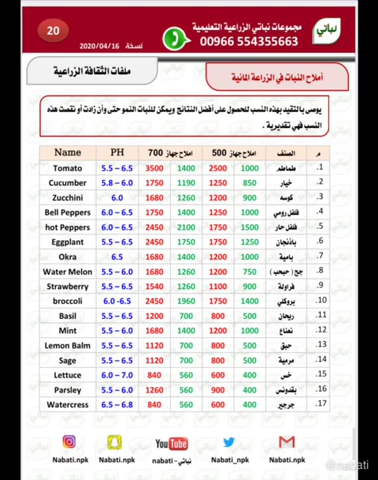 نباتي
مجموعات نباتي الزراعية التعليمية
00966 554355663
نسخة 2020/04/16
20
أملاح النبات في الزراعة المائية
ملفات الثقافة الزراعية
يوصى بالتقيد بهذه النسب للحصول على أفضل النتائج ويمكن للنبات النمو حتى وأن زادت أو نقصت هذه
النسب فهي تقديرية .
م الصنف املاح جهاز 500 املاح جهاز 700 PH Name
1. طماطم 1000 2500 1400 3500 5.5 – 6.5 Tomato
2. خيار 850 1250 1190 1750 5.8 – 6.0 Cucumber
3. كوسه 900 1200 1260 1680 6.0 Zucchini
4. فلفل رومي 1000 1250 1400 1750 6.0 – 6.5 Bell Peppers
5. فلفل حار 1500 1750 2100 2450 6.0 – 6.5 hot Peppers
6. باذنجان 1250 1750 1750 2450 5.5 – 6.5 Eggplant
7. بامية 1000 1200 1400 1680 6.5 Okra
8. جح ( حبحب ) 750 1200 1260 1680 5.5 – 6.0 Water Melon
9. فراولة 900 1100 1260 1540 5.5 – 6.5 Strawberry
10. بروكلي 1400 1750 1960 2450 6.0 -6.5 broccoli
11. ريحان 500 800 700 1200 5.5 – 6.5 Basil
12. نعناع 1000 1200 1400 1680 5.5 – 6.0 Mint
13. حبق 500 800 700 1120 5.5 – 6.5 Lemon Balm
14. مرمية 500 800 700 1120 5.5 – 6.5 Sage
15. خس 400 600 560 840 6.0 – 7.0 Lettuce
16. بقدونس 400 900 560 1260 5.5 – 6.0 Parsley
17. جرجير 400 600 560 840 6.5 – 6.8 Watercress
YouTube
Nabati.npk Nabati.npk نباتي - nabati Nabati_npk Nabati.npk
@nabati